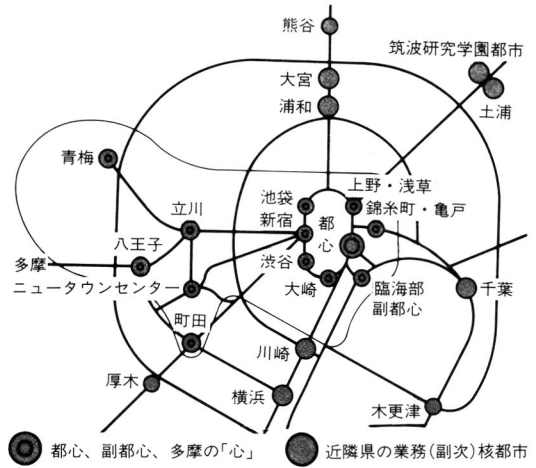 熊谷
筑波研究学園都市
大宮
土浦
浦和
青梅
上野・浅草
池袋
錦糸町・亀戸
立川
新宿
都
心
八王子
渋谷
多摩
ニュータウンセンター
大崎
臨海部
副都心
千葉
町田
川崎
厚木
横浜
木更津
都心、副都心、多摩の「心」
近隣県の業務(副次)核都市